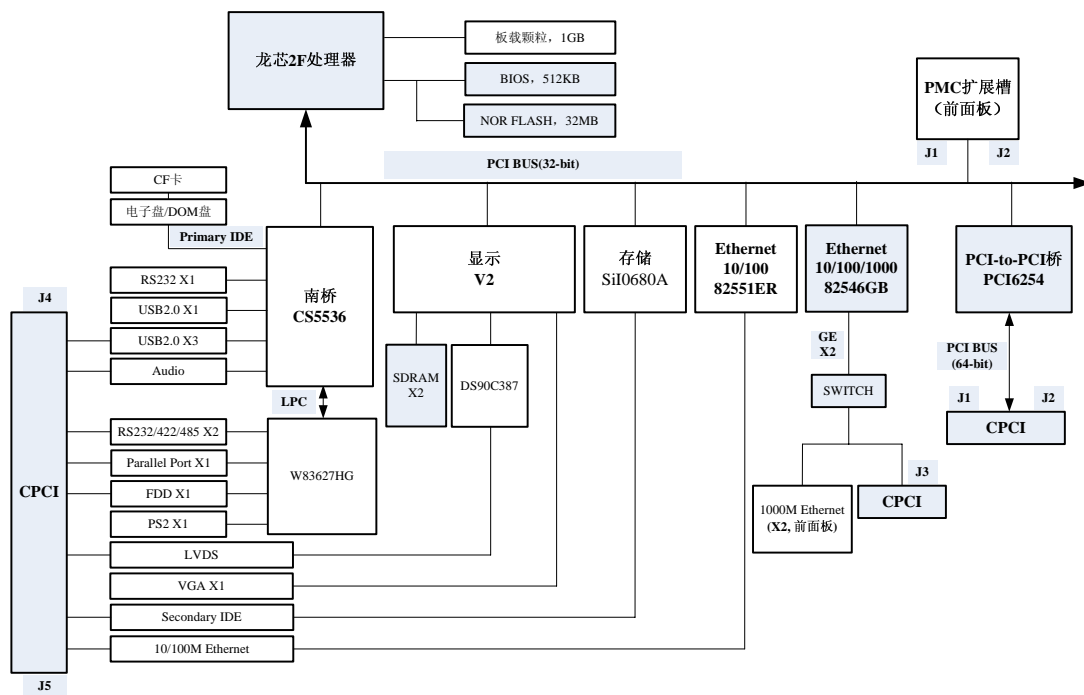 龙芯2F处理器
板载颗粒，1GB
BIOS，512KB
NOR FLASH，32MB
PMC扩展槽
（前面板）
J1
J2
PCI BUS(32-bit)
CF卡
电子盘/DOM盘
Primary IDE
RS232 X1
USB2.0 X1
USB2.0 X3
Audio
南桥
CS5536
显示
V2
存储
SiI0680A
Ethernet
10/100
82551ER
Ethernet
10/100/1000
82546GB
PCI-to-PCI桥
PCI6254
J4
LPC
SDRAM
X2
DS90C387
GE
X2
SWITCH
PCI BUS
(64-bit)
J1
J2
CPCI
RS232/422/485 X2
Parallel Port X1
FDD X1
PS2 X1
W83627HG
CPCI
J3
CPCI
1000M Ethernet
(X2, 前面板)
LVDS
VGA X1
Secondary IDE
10/100M Ethernet
J5